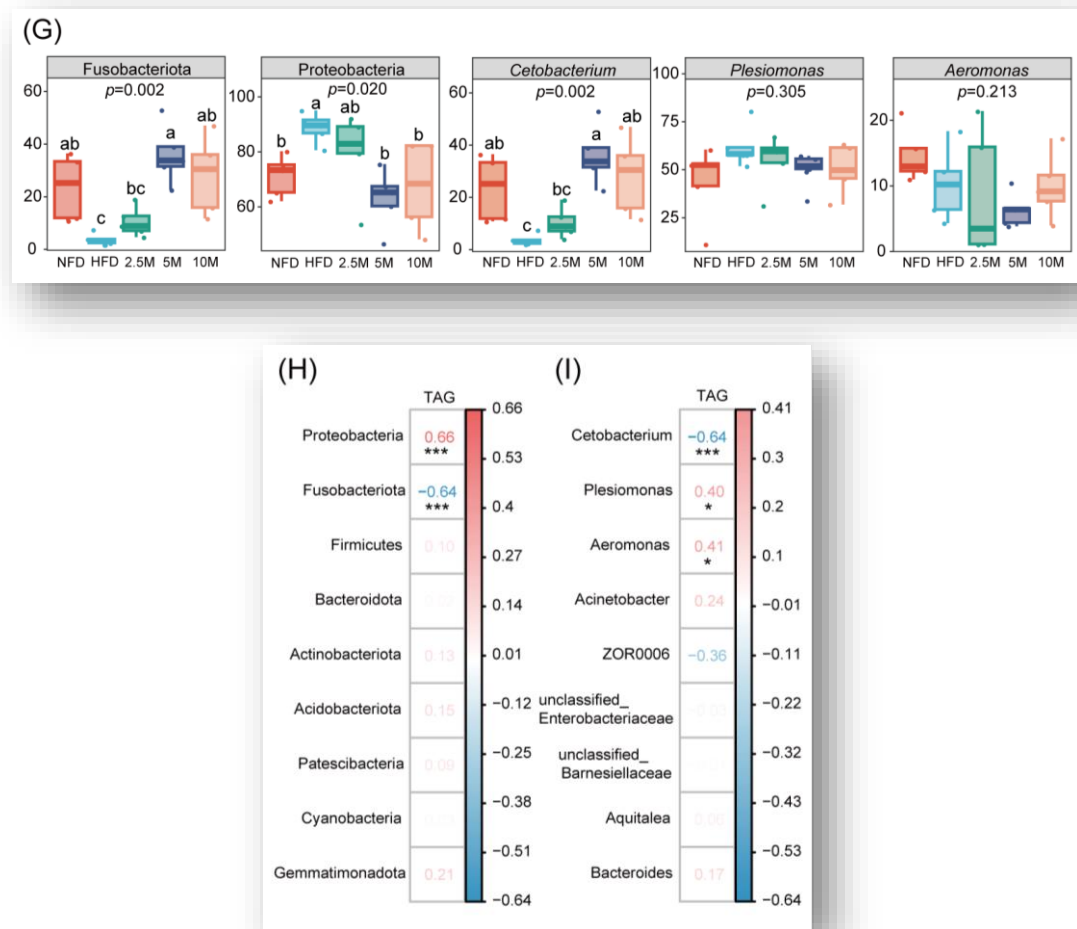 (G)
Fusobacteriota
p=0.002
60
40
20
0
ab
c
bc
a
ab
NFD HFD 2.5M 5M 10M
Proteobacteria
p=0.020
100
80
60
b
a
ab
b
b
NFD HFD 2.5M 5M 10M
Cetobacterium
p=0.002
60
40
20
0
ab
c
bc
a
ab
NFD HFD 2.5M 5M 10M
Plesiomonas
p=0.305
100
75
50
25
NFD HFD 2.5M 5M 10M
Aeromonas
p=0.213
20
10
0
NFD HFD 2.5M 5M 10M
(H)
TAG
Proteobacteria 0.66
***
Fusobacteriota −0.64
***
Firmicutes 0.10
Bacteroidota
Actinobacteriota 0.13
Acidobacteriota 0.15
Patescibacteria 0.09
Cyanobacteria
Gemmatimonadota 0.21
0.66
0.53
0.4
0.27
0.14
0.01
−0.12
−0.25
−0.38
−0.51
−0.64
(I)
TAG
Cetobacterium −0.64
***
Plesiomonas 0.40
*
Aeromonas 0.41
*
Acinetobacter 0.24
ZOR0006 −0.36
unclassified_
Enterobacteriaceae
unclassified_
Barnesiellaceae
Aquitalea 0.06
Bacteroides 0.17
0.41
0.3
0.2
0.1
−0.01
−0.11
−0.22
−0.32
−0.43
−0.53
−0.64